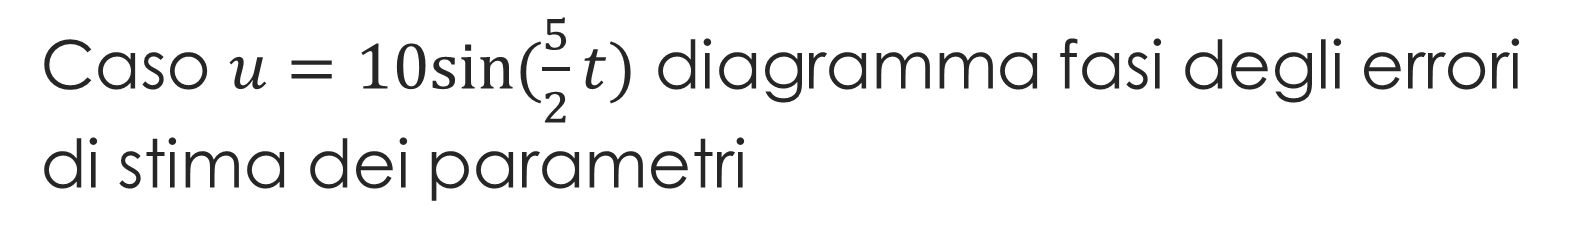 Caso u = 10sin(5/2 t) diagramma fasi degli errori
di stima dei parametri